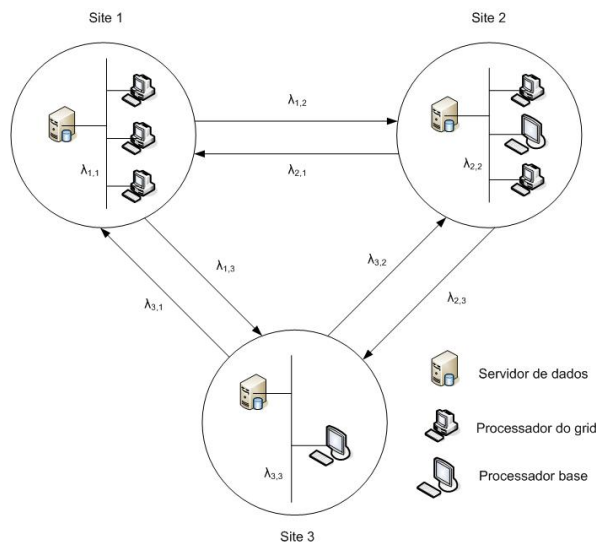 Site 1
Site 2
λ1,2
λ1,1
λ2,1
λ2,2
λ1,3
λ3,2
λ3,1
λ2,3
Servidor de dados
Processador do grid
λ3,3
Processador base
Site 3